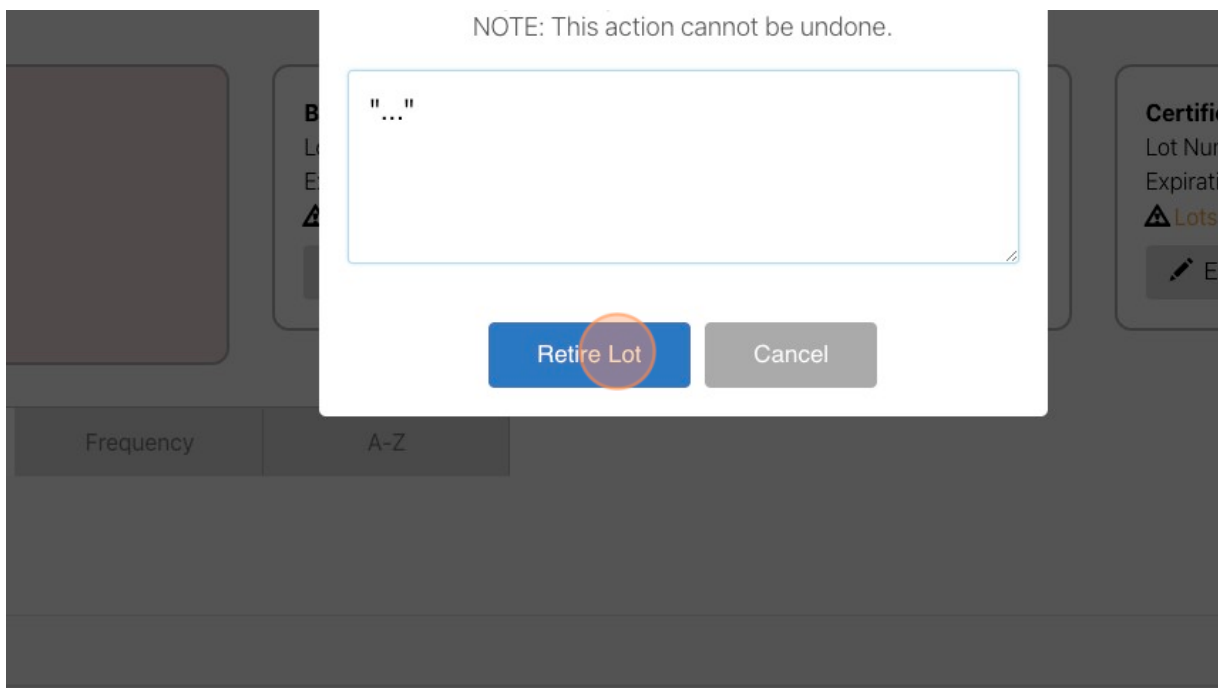 NOTE: This action cannot be undone.
"..."
Certifi
Lot Nu
Expirati
Lots
E
Retire Lot
Cancel
Frequency
A-Z